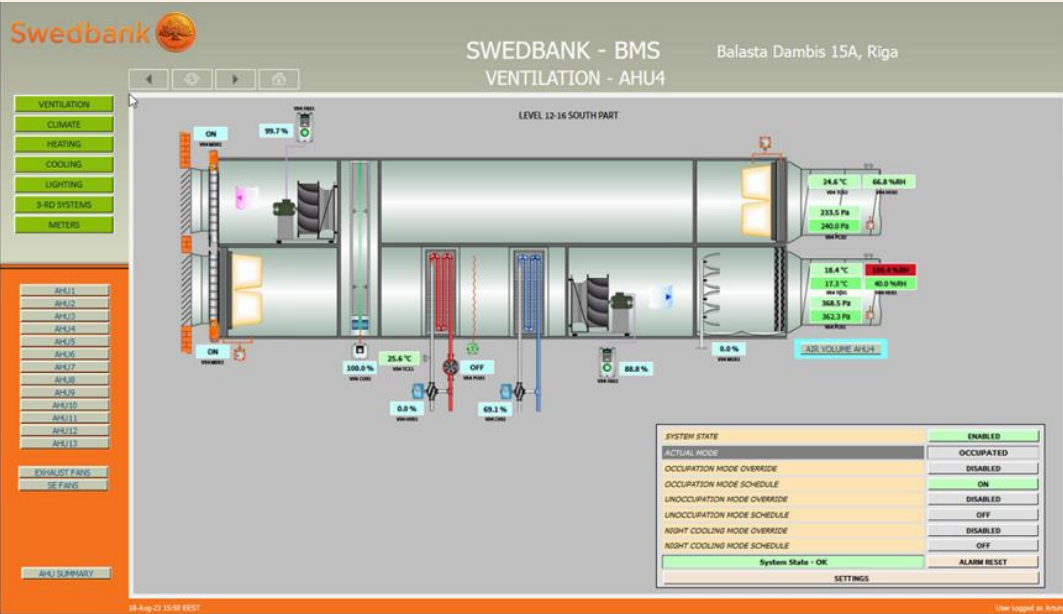 Swedbank
SWEDBANK - BMS
Balasta Dambis 15A, Rīga
VENTILATION - AHU4
VENTILATION
CLIMATE
HEATING
COOLING
LIGHTING
3-RD SYSTEMS
METERS
AHU1
AHU2
AHU3
AHU4
AHU5
AHU6
AHU7
AHU8
AHU9
AHU10
AHU11
AHU12
AHU13
EXHAUST FANS
SE FANS
AHU SUMMARY
LEVEL 12-16 SOUTH PART
ON
99.7 %
24.6 °C
66.8 %RH
233.5 Pa
240.0 Pa
18.4 °C
100.4 %RH
17.3 °C
40.0 %RH
368.5 Pa
362.3 Pa
AIR VOLUME AHU4
ON
100.0 %
25.6 °C
OFF
88.8 %
0.0 %
0.0 %
69.1 %
SYSTEM STATE
ENABLED
ACTUAL MODE
OCCUPATED
OCCUPATION MODE OVERRIDE
DISABLED
OCCUPATION MODE SCHEDULE
ON
UNOCCUPATION MODE OVERRIDE
DISABLED
UNOCCUPATION MODE SCHEDULE
OFF
NIGHT COOLING MODE OVERRIDE
DISABLED
NIGHT COOLING MODE SCHEDULE
OFF
System State - OK
ALARM RESET
SETTINGS
18-Aug-23 15:50 EEST
User Logged as